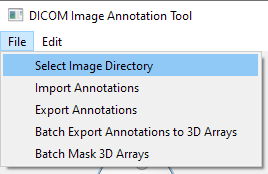 DICOM Image Annotation Tool
File Edit
Select Image Directory
Import Annotations
Export Annotations
Batch Export Annotations to 3D Arrays
Batch Mask 3D Arrays